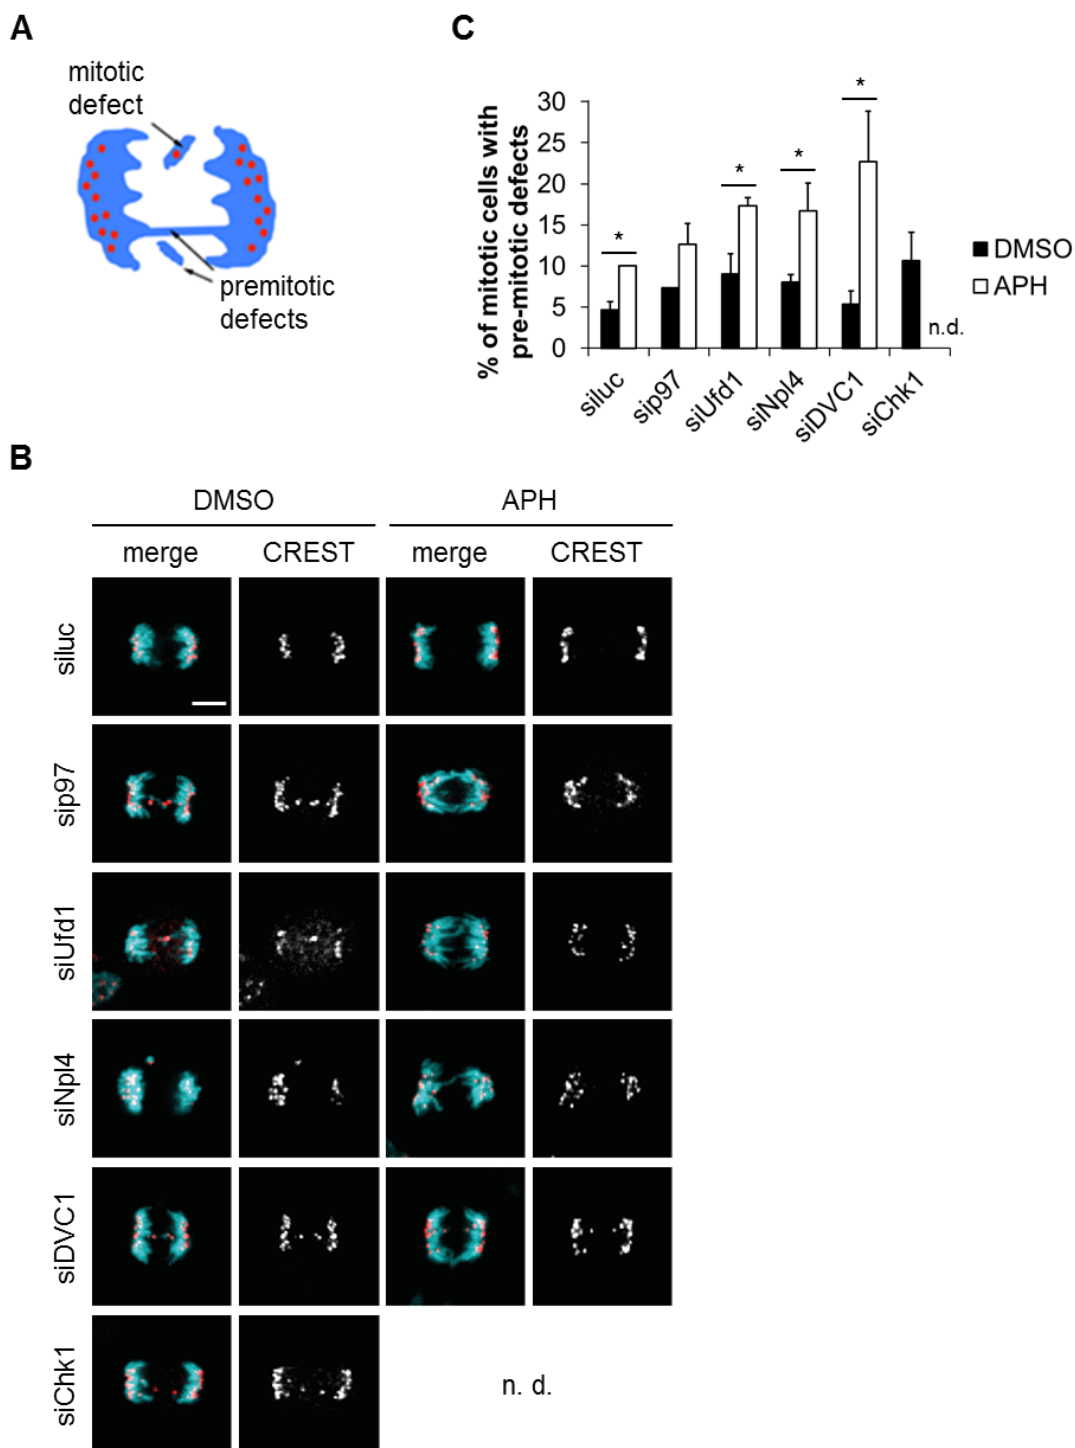 A
mitotic
defect
premitotic
defects
C
% of mitotic cells with
pre-mitotic defects
30
25
20
15
10
5
0
*
*
*
*
n.d.
siluc
sip97
siUfd1
siNpl4
siDVC1
siChk1
DMSO
APH
B
DMSO
APH
merge
CREST
merge
CREST
siluc
sip97
siUfd1
siNpl4
siDVC1
siChk1
n. d.